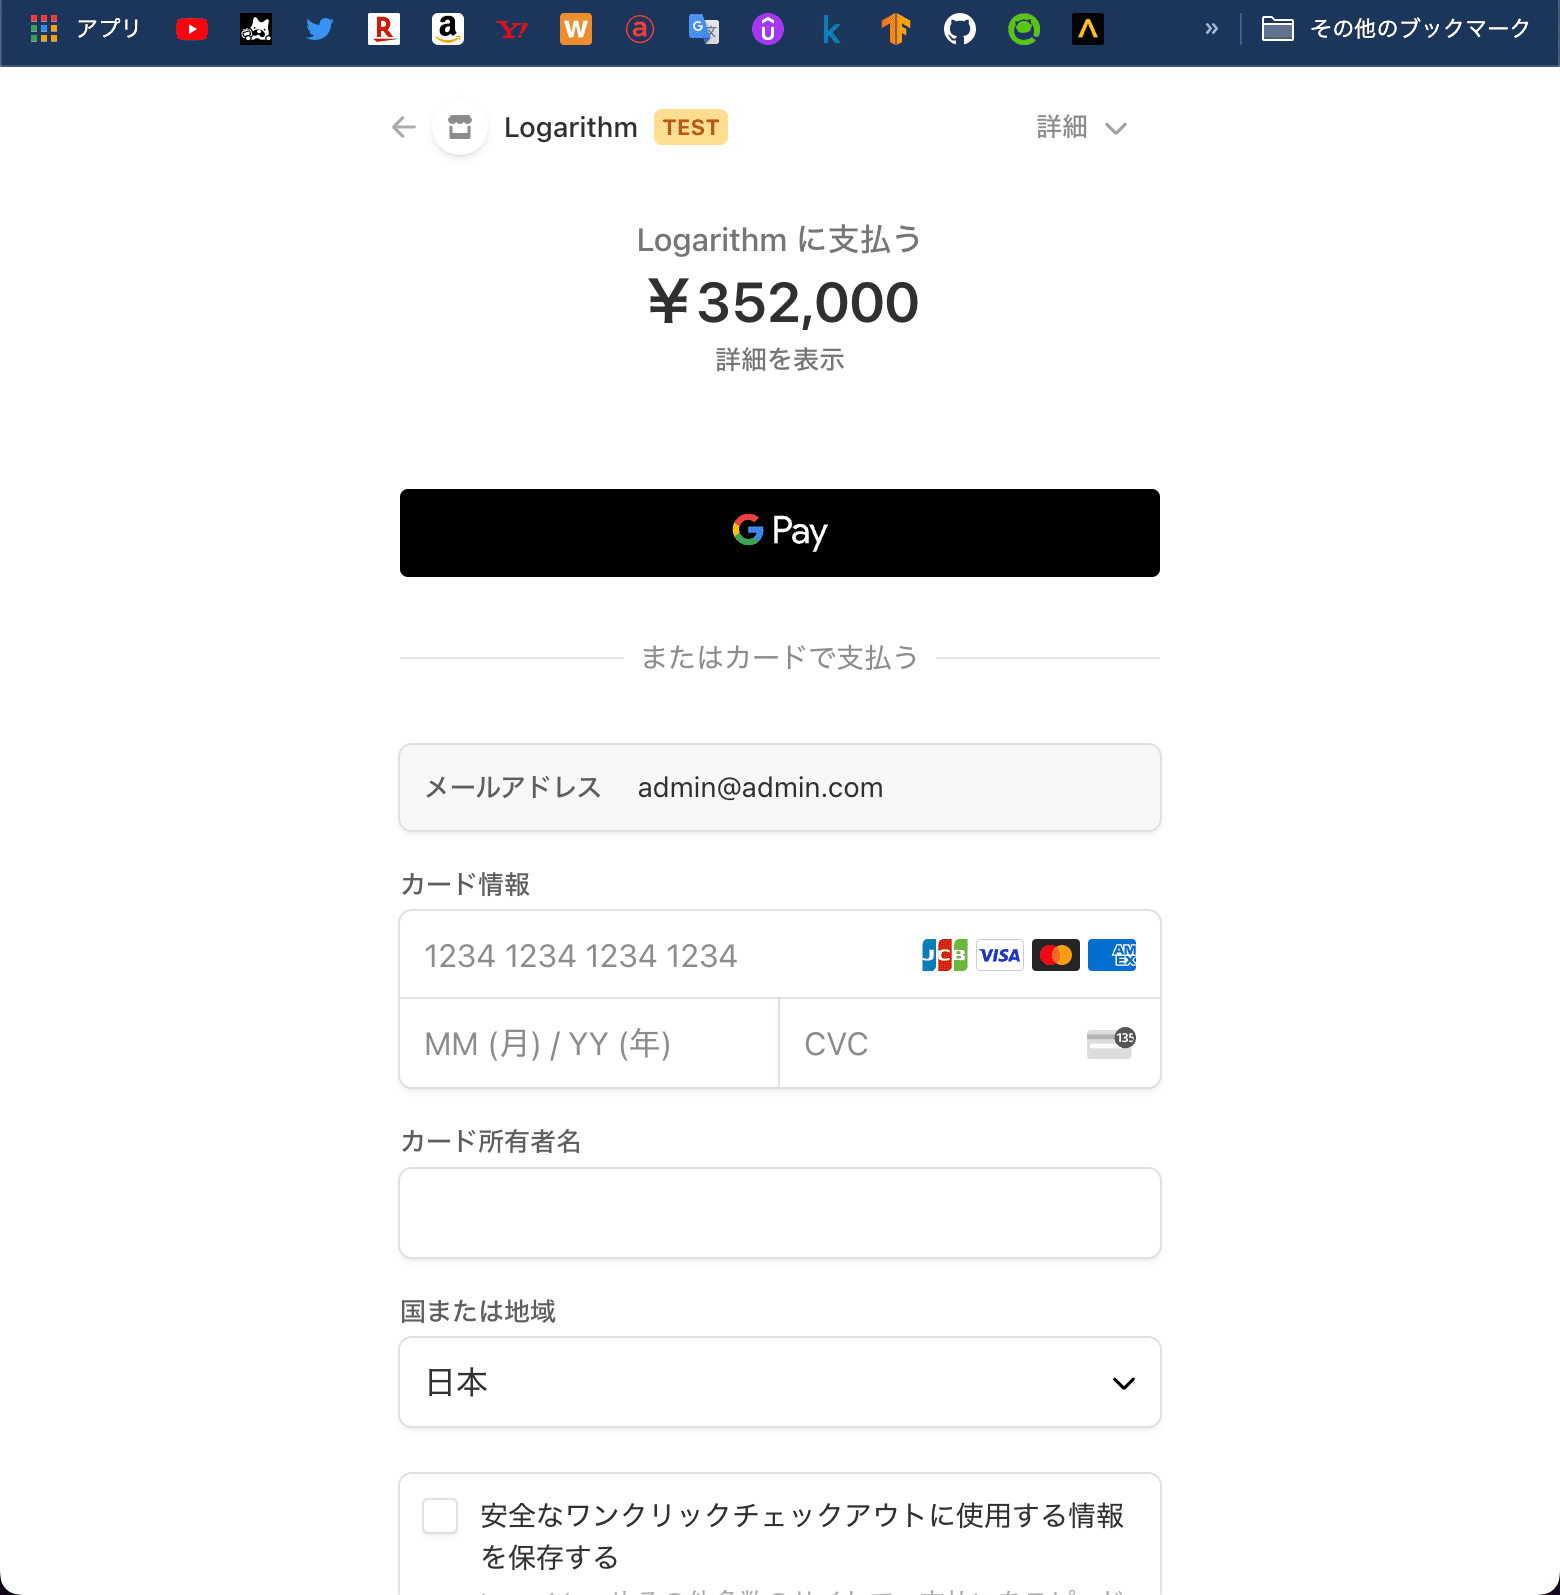 アプリ
その他のブックマーク
Logarithm TEST
詳細
Logarithm に支払う
￥352,000
詳細を表示
G Pay
またはカードで支払う
メールアドレス admin@admin.com
カード情報
1234 1234 1234 1234 JCB VISA AMEX
MM (月) / YY (年) CVC 135
カード所有者名
国または地域
日本
安全なワンクリックチェックアウトに使用する情報
を保存する